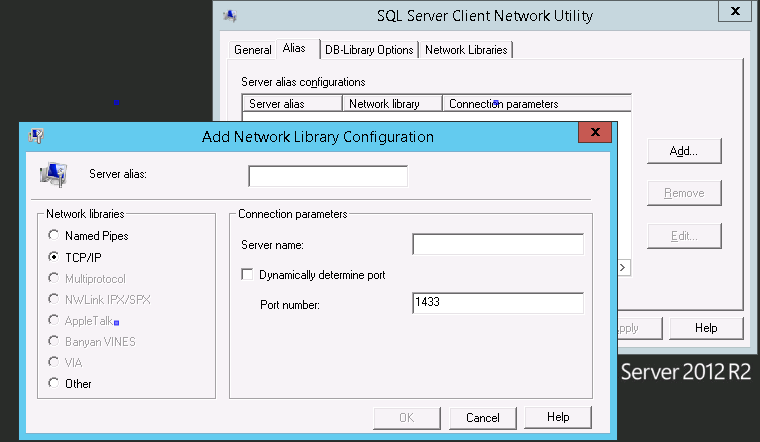 SQL Server Client Network Utility
x
General Alias DB-Library Options Network Libraries
Server alias configurations
Server alias Network library Connection parameters
Add...
Remove
Edit...
>
pply Help
Add Network Library Configuration
x
Server alias:
Network libraries
Named Pipes
TCP/IP
Multiprotocol
NWLink IPX/SPX
AppleTalk
Banyan VINES
VIA
Other
Connection parameters
Server name:
Dynamically determine port
Port number: 1433
OK Cancel Help
Server 2012 R2